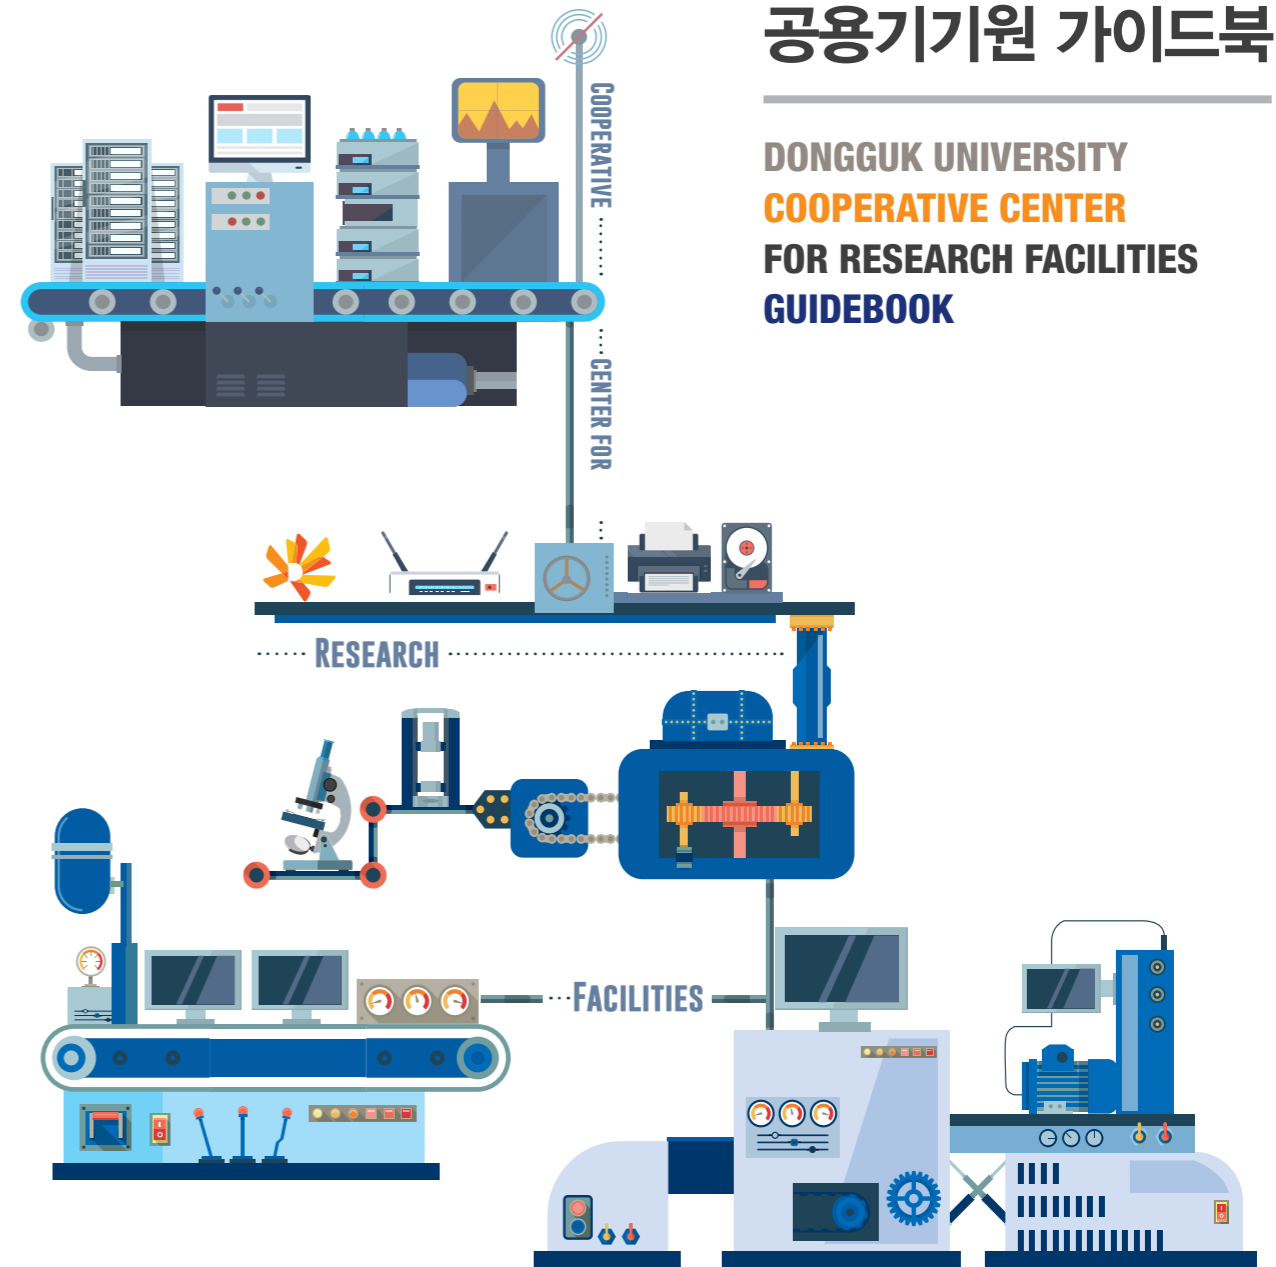 공용기기원 가이드북
DONGGUK UNIVERSITY
COOPERATIVE CENTER
FOR RESEARCH FACILITIES
GUIDEBOOK
COOPERATIVE
CENTER FOR
RESEARCH
FACILITIES